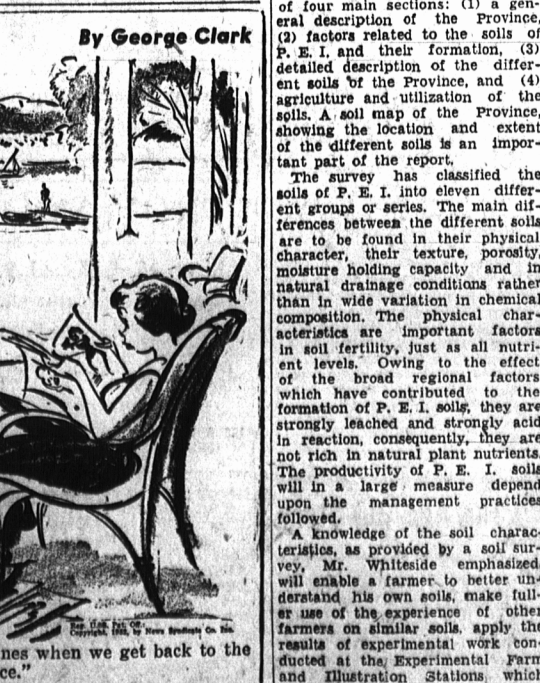 By George Clark
Reg. U.S. Pat. Off.:
Copyright, 1952, by News Syndicate Co. Inc.
nes when we get back to the
ce."
of four main sections: (1) a gen-
eral description of the Province,
(2) factors related to the soils of
P. E. I. and their formation, (3)
detailed description of the differ-
ent soils of the Province, and (4)
agriculture and utilization of the
soils. A soil map of the Province,
showing the location and extent
of the different soils is an impor-
tant part of the report.
The survey has classified the
soils of P. E. I. into eleven differ-
ent groups or series. The main dif-
ferences between the different soils
are to be found in their physical
character, their texture, porosity,
moisture holding capacity and in
natural drainage conditions rather
than in wide variation in chemical
composition. The physical char-
acteristics are important factors
in soil fertility, just as all nutri-
ent levels. Owing to the effect
of the broad regional factors
which have contributed to the
formation of P. E. I. soils, they are
strongly leached and strongly acid
in reaction, consequently, they are
not rich in natural plant nutrients.
The productivity of P. E. I. soils
will in a large measure depend
upon the management practices
followed.
A knowledge of the soil charac-
teristics, as provided by a soil sur-
vey, Mr. Whiteside emphasized
will enable a farmer to better un-
derstand his own soils, make full-
er use of the experience of other
farmers on similar soils, apply the
results of experimental work con-
ducted at the Experimental Farm
and Illustration Stations which